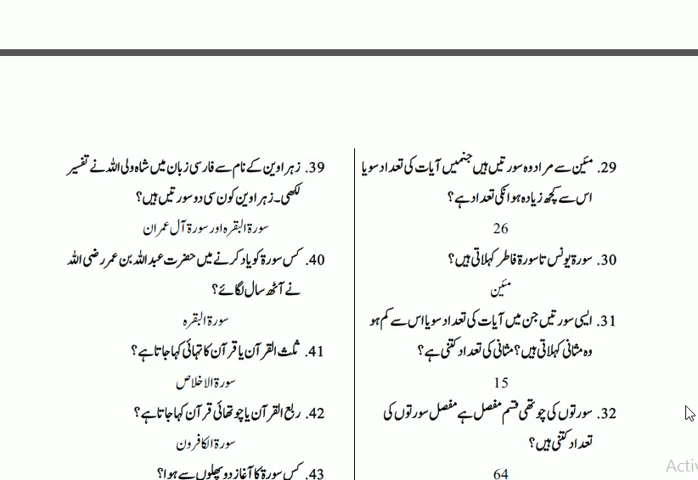 29. مئین سے مراد وہ سورتیں ہیں جنمیں آیات کی تعداد سو یا
اس سے کچھ زیادہ ہو انکی تعداد ہے؟
26
30. سورۃ یونس تا سورۃ فاطر کہلاتی ہیں؟
مئین
31. ایسی سورتیں جن میں آیات کی تعداد سو یا اس سے کم ہو
وہ مثانی کہلاتی ہیں؟ مثانی کی تعداد کتنی ہے؟
15
32. سورتوں کی چوتھی قسم مفصل ہے مفصل سورتوں کی
تعداد کتنی ہیں؟
64
39. زہراوین کے نام سے فارسی زبان میں شاہ ولی اللہ نے تفسیر
لکھی۔ زہراوین کون سی دو سورتیں ہیں؟
سورۃ البقرہ اور سورۃ آل عمران
40. کس سورۃ کو یاد کرنے میں حضرت عبد اللہ بن عمر رضی اللہ
نے آٹھ سال لگائے؟
سورۃ البقرہ
41. ثلث القرآن یا قرآن کا تہائی کہا جاتا ہے؟
سورۃ الاخلاص
42. ربع القرآن یا چوتھائی قرآن کہا جاتا ہے؟
سورۃ الکافرون
43. کس سورۃ کا آغاز دو پھلوں سے ہوا؟
Activ